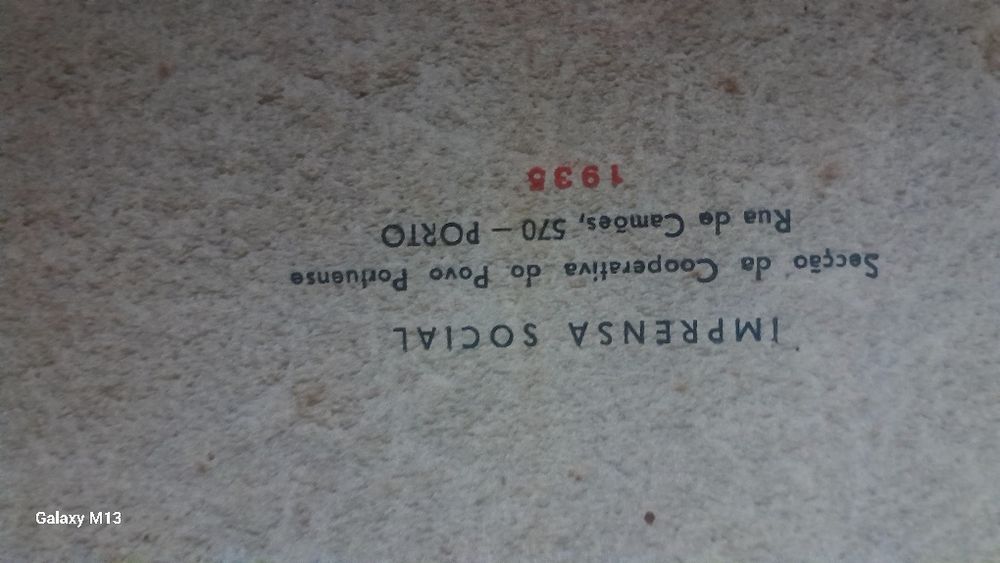 IMPRENSA SOCIAL
Secção da Cooperativa do Povo Portuense
Rua de Camões, 570 – PORTO
1935
Galaxy M13